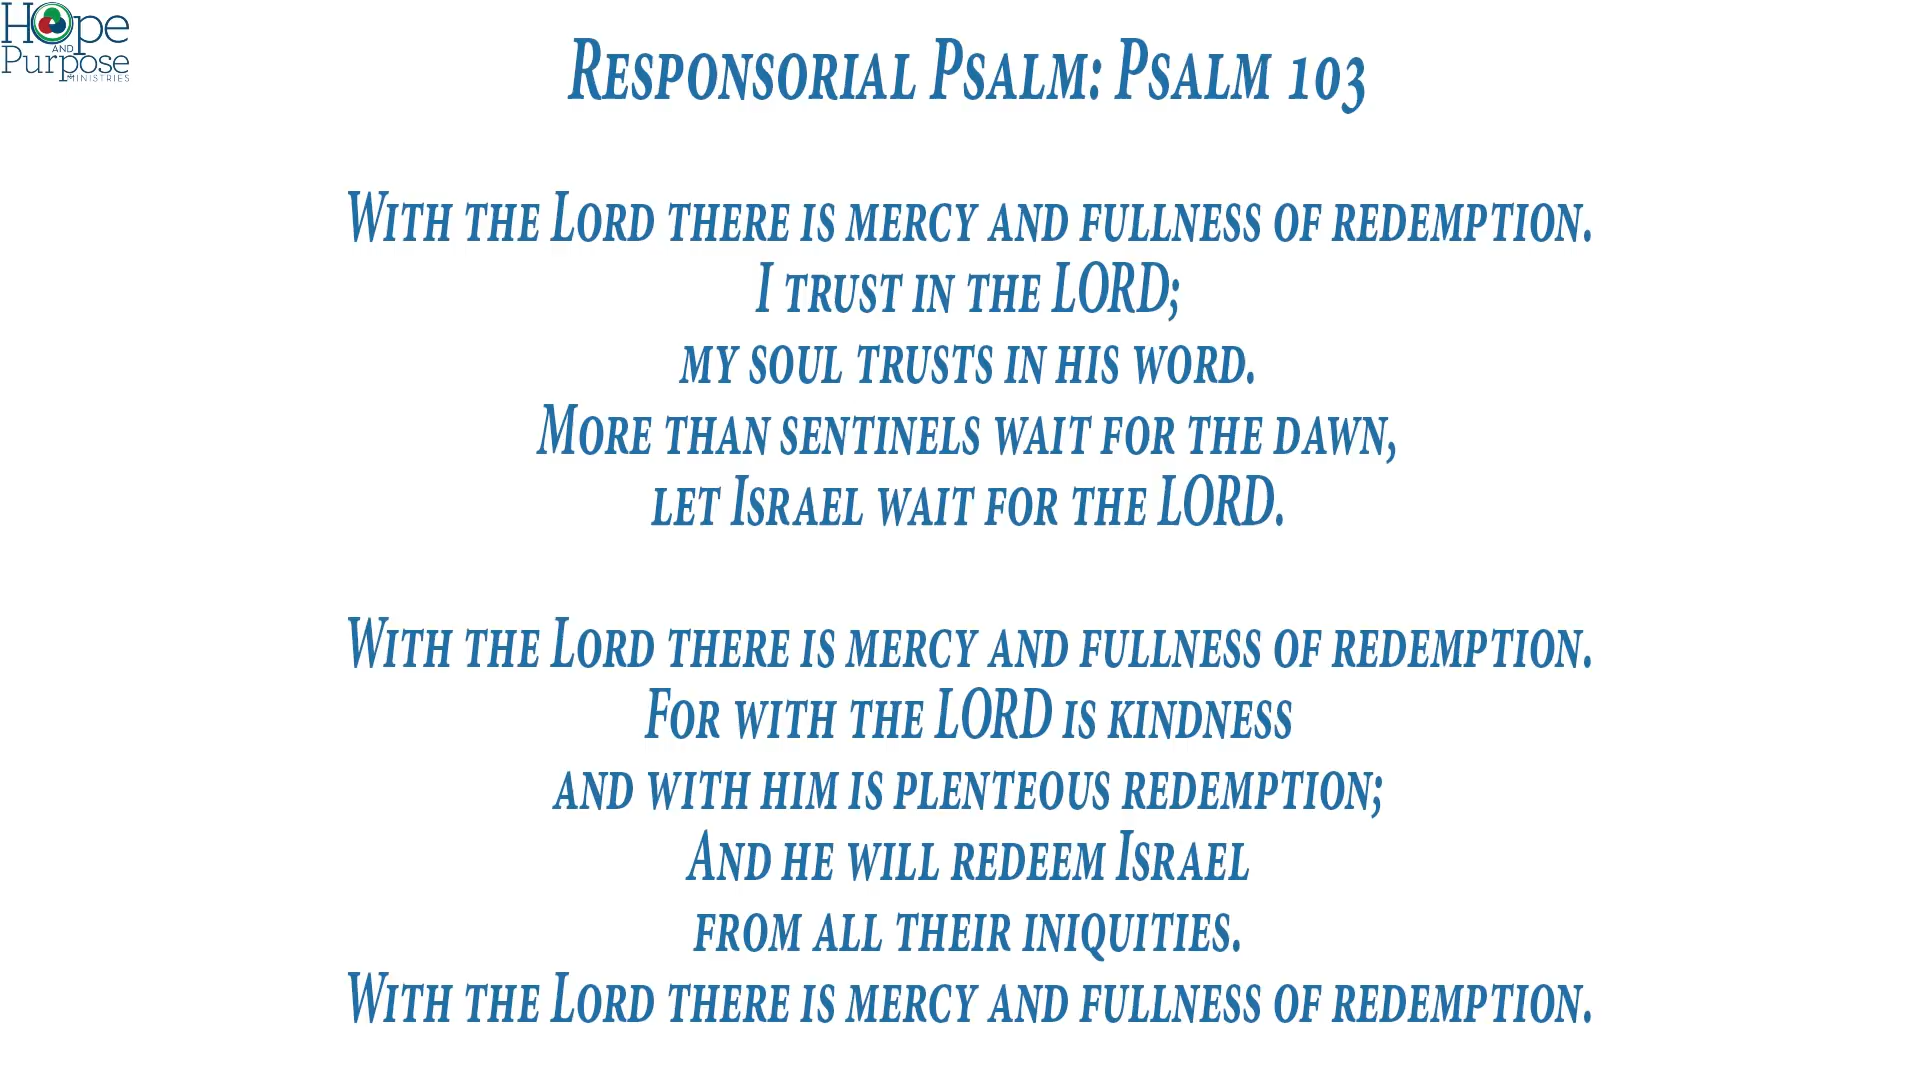 Hope
AND
Purpose
MINISTRIES
Responsorial Psalm: Psalm 103
With the Lord there is mercy and fullness of redemption.
I trust in the LORD;
my soul trusts in his word.
More than sentinels wait for the dawn,
let Israel wait for the LORD.
With the Lord there is mercy and fullness of redemption.
For with the LORD is kindness
and with him is plenteous redemption;
And he will redeem Israel
from all their iniquities.
With the Lord there is mercy and fullness of redemption.